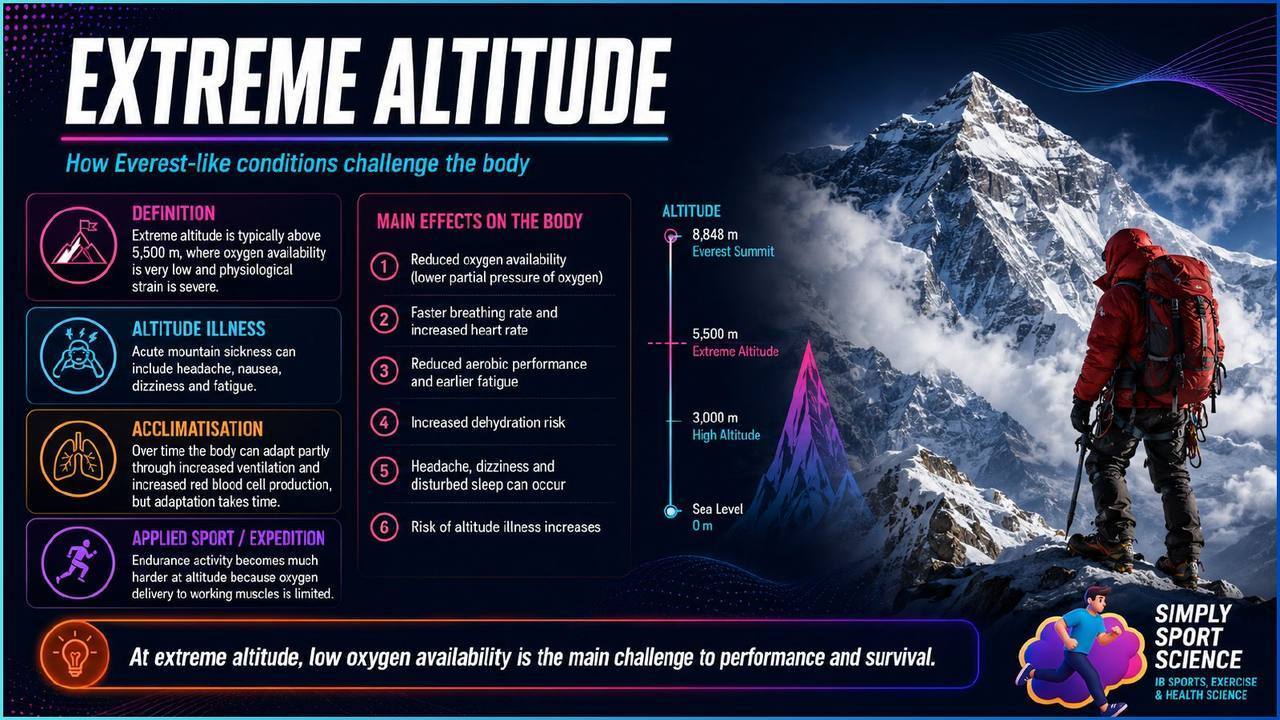 EXTREME ALTITUDE
How Everest-like conditions challenge the body
DEFINITION
Extreme altitude is typically above
5,500 m, where oxygen availability
is very low and physiological
strain is severe.
ALTITUDE ILLNESS
Acute mountain sickness can
include headache, nausea,
dizziness and fatigue.
ACCLIMATISATION
Over time the body can adapt partly
through increased ventilation and
increased red blood cell production,
but adaptation takes time.
APPLIED SPORT / EXPEDITION
Endurance activity becomes much
harder at altitude because oxygen
delivery to working muscles is limited.
MAIN EFFECTS ON THE BODY
1 Reduced oxygen availability
(lower partial pressure of oxygen)
2 Faster breathing rate and
increased heart rate
3 Reduced aerobic performance
and earlier fatigue
4 Increased dehydration risk
5 Headache, dizziness and
disturbed sleep can occur
6 Risk of altitude illness increases
ALTITUDE
8,848 m
Everest Summit
5,500 m
Extreme Altitude
3,000 m
High Altitude
Sea Level
0 m
At extreme altitude, low oxygen availability is the main challenge to performance and survival.
SIMPLY
SPORT
SCIENCE
IB SPORTS, EXERCISE
& HEALTH SCIENCE